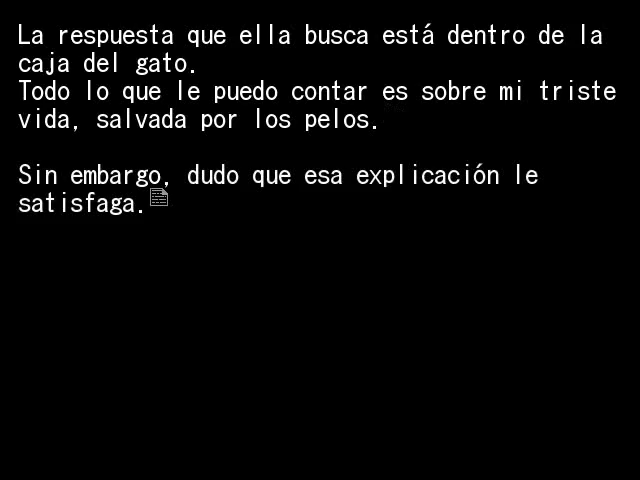 La respuesta que ella busca está dentro de la
caja del gato.
Todo lo que le puedo contar es sobre mi triste
vida, salvada por los pelos.
Sin embargo, dudo que esa explicación le
satisfaga.